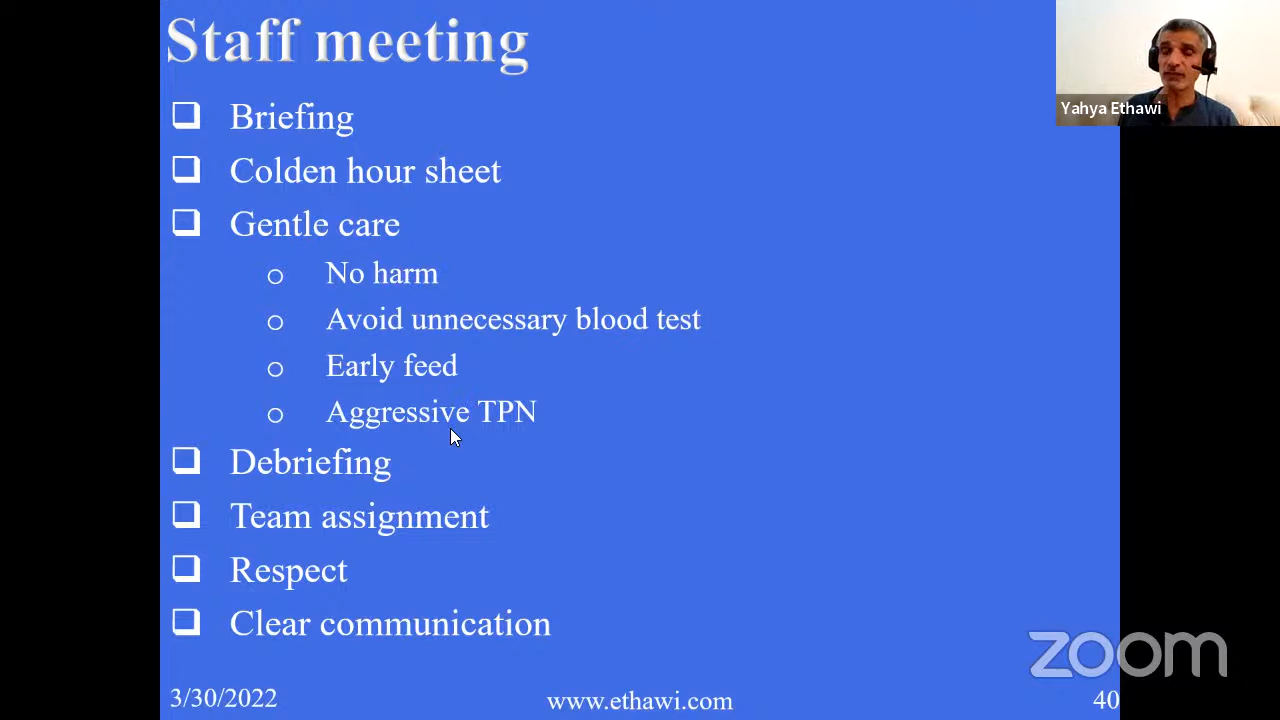 Staff meeting
Yahya Ethawi
❑ Briefing
❑ Colden hour sheet
❑ Gentle care
o No harm
o Avoid unnecessary blood test
o Early feed
o Aggressive TPN
❑ Debriefing
❑ Team assignment
❑ Respect
❑ Clear communication
zoom
3/30/2022 www.ethawi.com 40